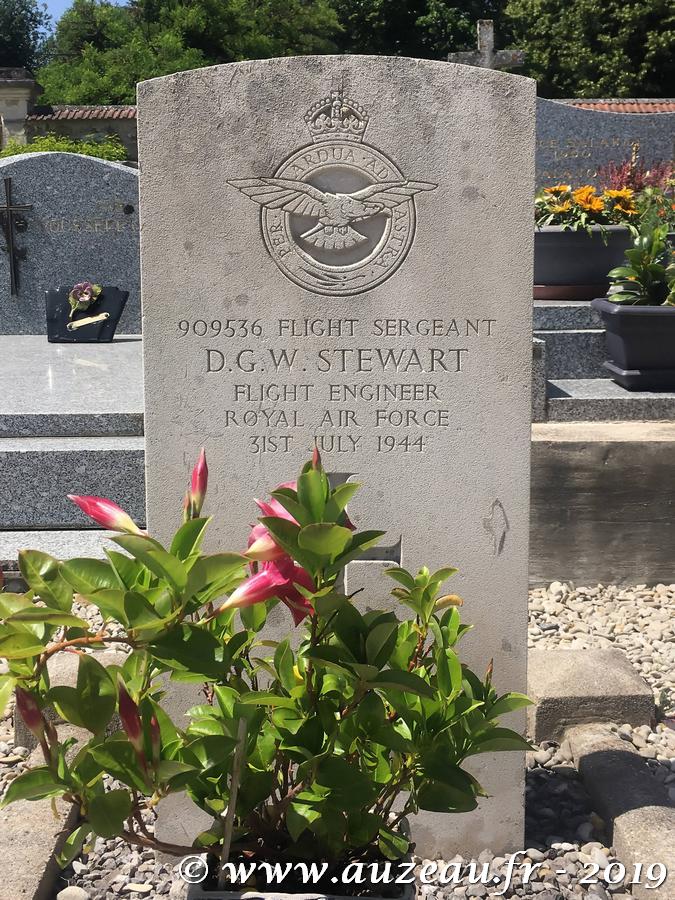 PER ARDUA AD ASTRA
909536 FLIGHT SERGEANT
D.G.W. STEWART
FLIGHT ENGINEER
ROYAL AIR FORCE
31ST JULY 1944
© www.auzeau.fr - 2019